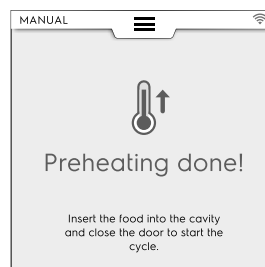 MANUAL
Preheating done!
Insert the food into the cavity
and close the door to start the
cycle.